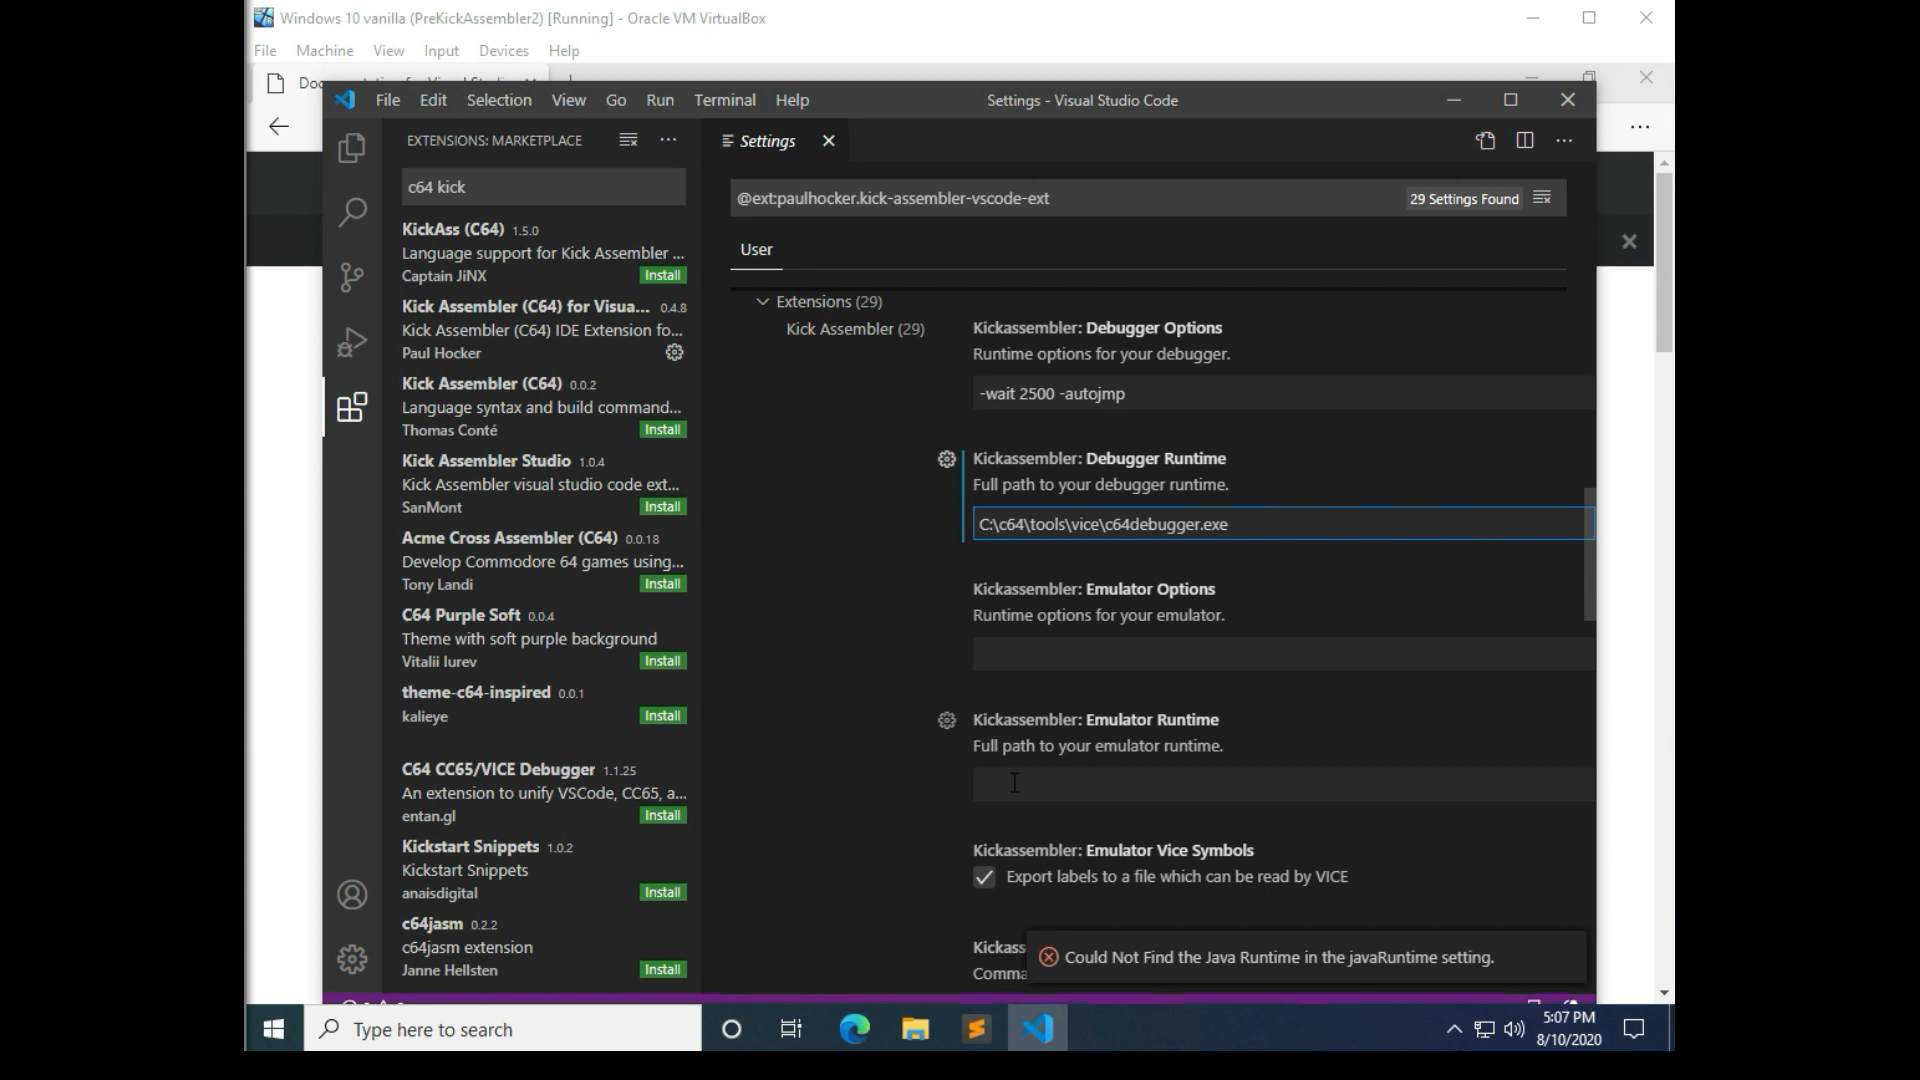 Windows 10 vanilla (PreKickAssembler2) [Running] - Oracle VM VirtualBox
File Machine View Input Devices Help
File Edit Selection View Go Run Terminal Help
Settings - Visual Studio Code
EXTENSIONS: MARKETPLACE
c64 kick
KickAss (C64) 1.5.0
Language support for Kick Assembler ...
Captain JiNX Install
Kick Assembler (C64) for Visua... 0.4.8
Kick Assembler (C64) IDE Extension fo...
Paul Hocker
Kick Assembler (C64) 0.0.2
Language syntax and build command...
Thomas Conté Install
Kick Assembler Studio 1.0.4
Kick Assembler visual studio code ext...
SanMont Install
Acme Cross Assembler (C64) 0.0.18
Develop Commodore 64 games using...
Tony Landi Install
C64 Purple Soft 0.0.4
Theme with soft purple background
Vitalii Iurev Install
theme-c64-inspired 0.0.1
kalieye Install
C64 CC65/VICE Debugger 1.1.25
An extension to unify VSCode, CC65, a...
entan.gl Install
Kickstart Snippets 1.0.2
Kickstart Snippets
anaisdigital Install
c64jasm 0.2.2
c64jasm extension
Janne Hellsten Install
Settings
@ext:paulhocker.kick-assembler-vscode-ext
29 Settings Found
User
Extensions (29)
Kick Assembler (29)
Kickassembler: Debugger Options
Runtime options for your debugger.
-wait 2500 -autojmp
Kickassembler: Debugger Runtime
Full path to your debugger runtime.
C:\c64\tools\vice\c64debugger.exe
Kickassembler: Emulator Options
Runtime options for your emulator.
Kickassembler: Emulator Runtime
Full path to your emulator runtime.
Kickassembler: Emulator Vice Symbols
Export labels to a file which can be read by VICE
Kickass
Comma
Could Not Find the Java Runtime in the javaRuntime setting.
Type here to search
5:07 PM
8/10/2020